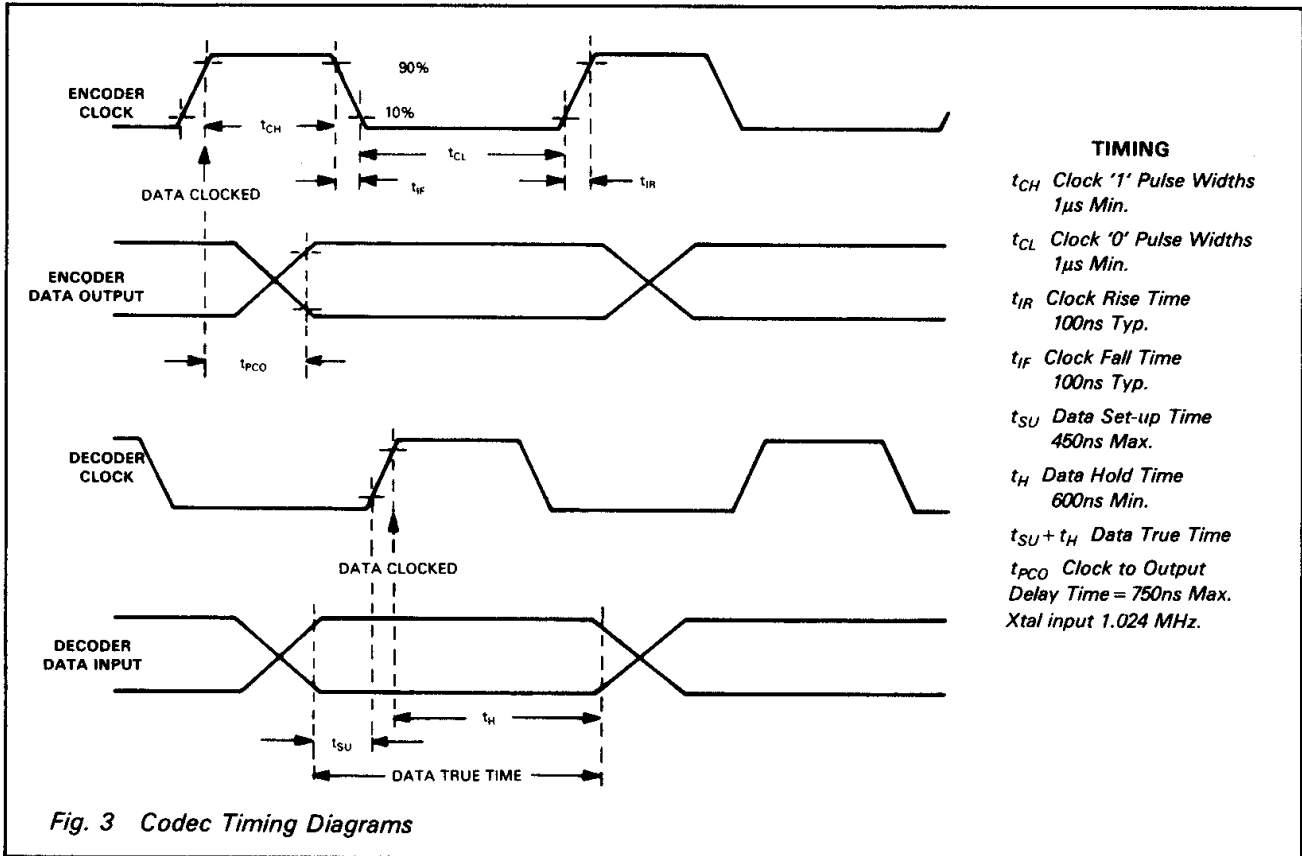 ENCODER
CLOCK
90%
10%
tCH
tCL
tIF
tIR
DATA CLOCKED
ENCODER
DATA OUTPUT
tPCO
DECODER
CLOCK
DATA CLOCKED
DECODER
DATA INPUT
tH
tSU
DATA TRUE TIME
TIMING
tCH Clock '1' Pulse Widths
1µs Min.
tCL Clock '0' Pulse Widths
1µs Min.
tIR Clock Rise Time
100ns Typ.
tIF Clock Fall Time
100ns Typ.
tSU Data Set-up Time
450ns Max.
tH Data Hold Time
600ns Min.
tSU + tH Data True Time
tPCO Clock to Output
Delay Time = 750ns Max.
Xtal input 1.024 MHz.
Fig. 3 Codec Timing Diagrams